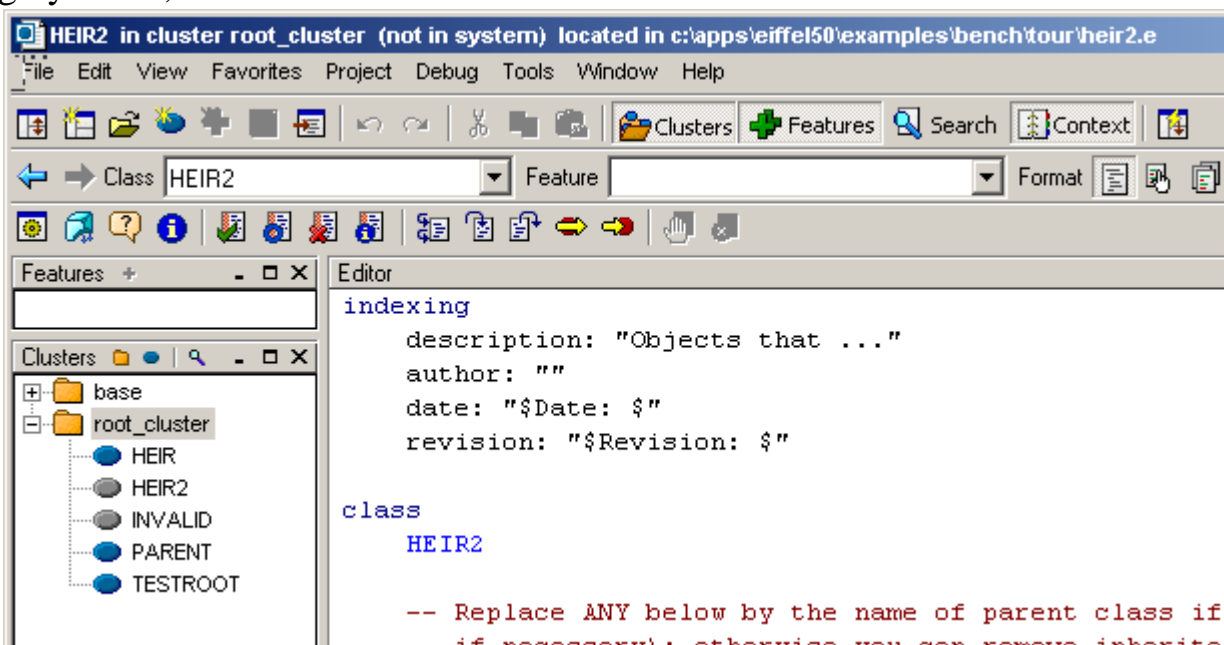 HEIR2 in cluster root_cluster (not in system) located in c:\apps\eiffel50\examples\bench\tour\heir2.e
File Edit View Favorites Project Debug Tools Window Help
Clusters Features Search Context
Class HEIR2 Feature Format
Features
Editor
indexing
description: "Objects that ..."
author: ""
date: "$Date: $"
revision: "$Revision: $"
class
HEIR2
-- Replace ANY below by the name of parent class if
Clusters
base
root_cluster
HEIR
HEIR2
INVALID
PARENT
TESTROOT